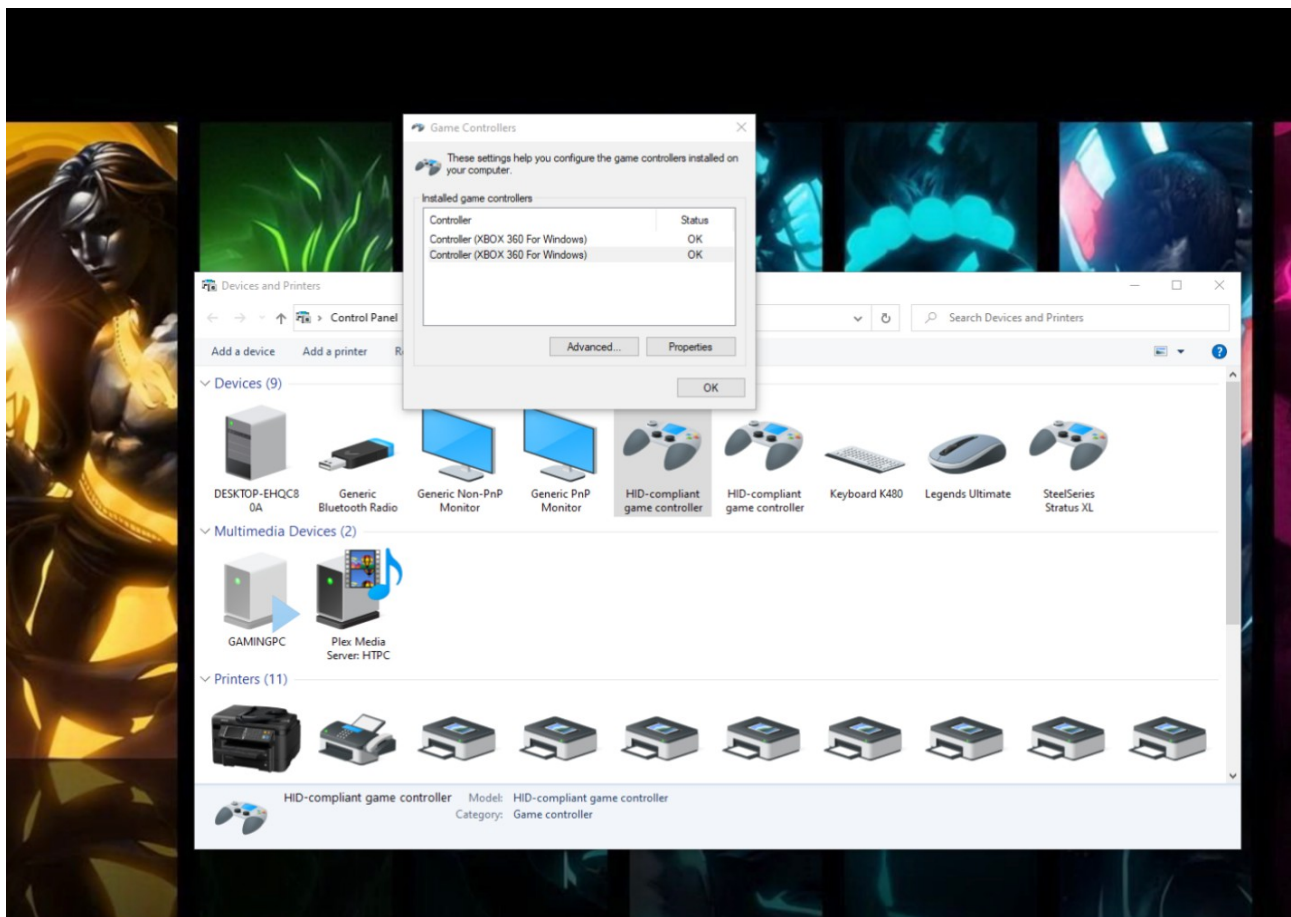 Game Controllers
These settings help you configure the game controllers installed on
your computer.
Installed game controllers
Controller Status
Controller (XBOX 360 For Windows) OK
Controller (XBOX 360 For Windows) OK
Advanced... Properties
OK
Devices and Printers
Control Panel
Search Devices and Printers
Add a device Add a printer
Devices (9)
DESKTOP-EHQC8
0A
Generic
Bluetooth Radio
Generic Non-PnP
Monitor
Generic PnP
Monitor
HID-compliant
game controller
HID-compliant
game controller
Keyboard K480
Legends Ultimate
SteelSeries
Stratus XL
Multimedia Devices (2)
GAMINGPC
Plex Media
Server: HTPC
Printers (11)
HID-compliant game controller Model: HID-compliant game controller
Category: Game controller